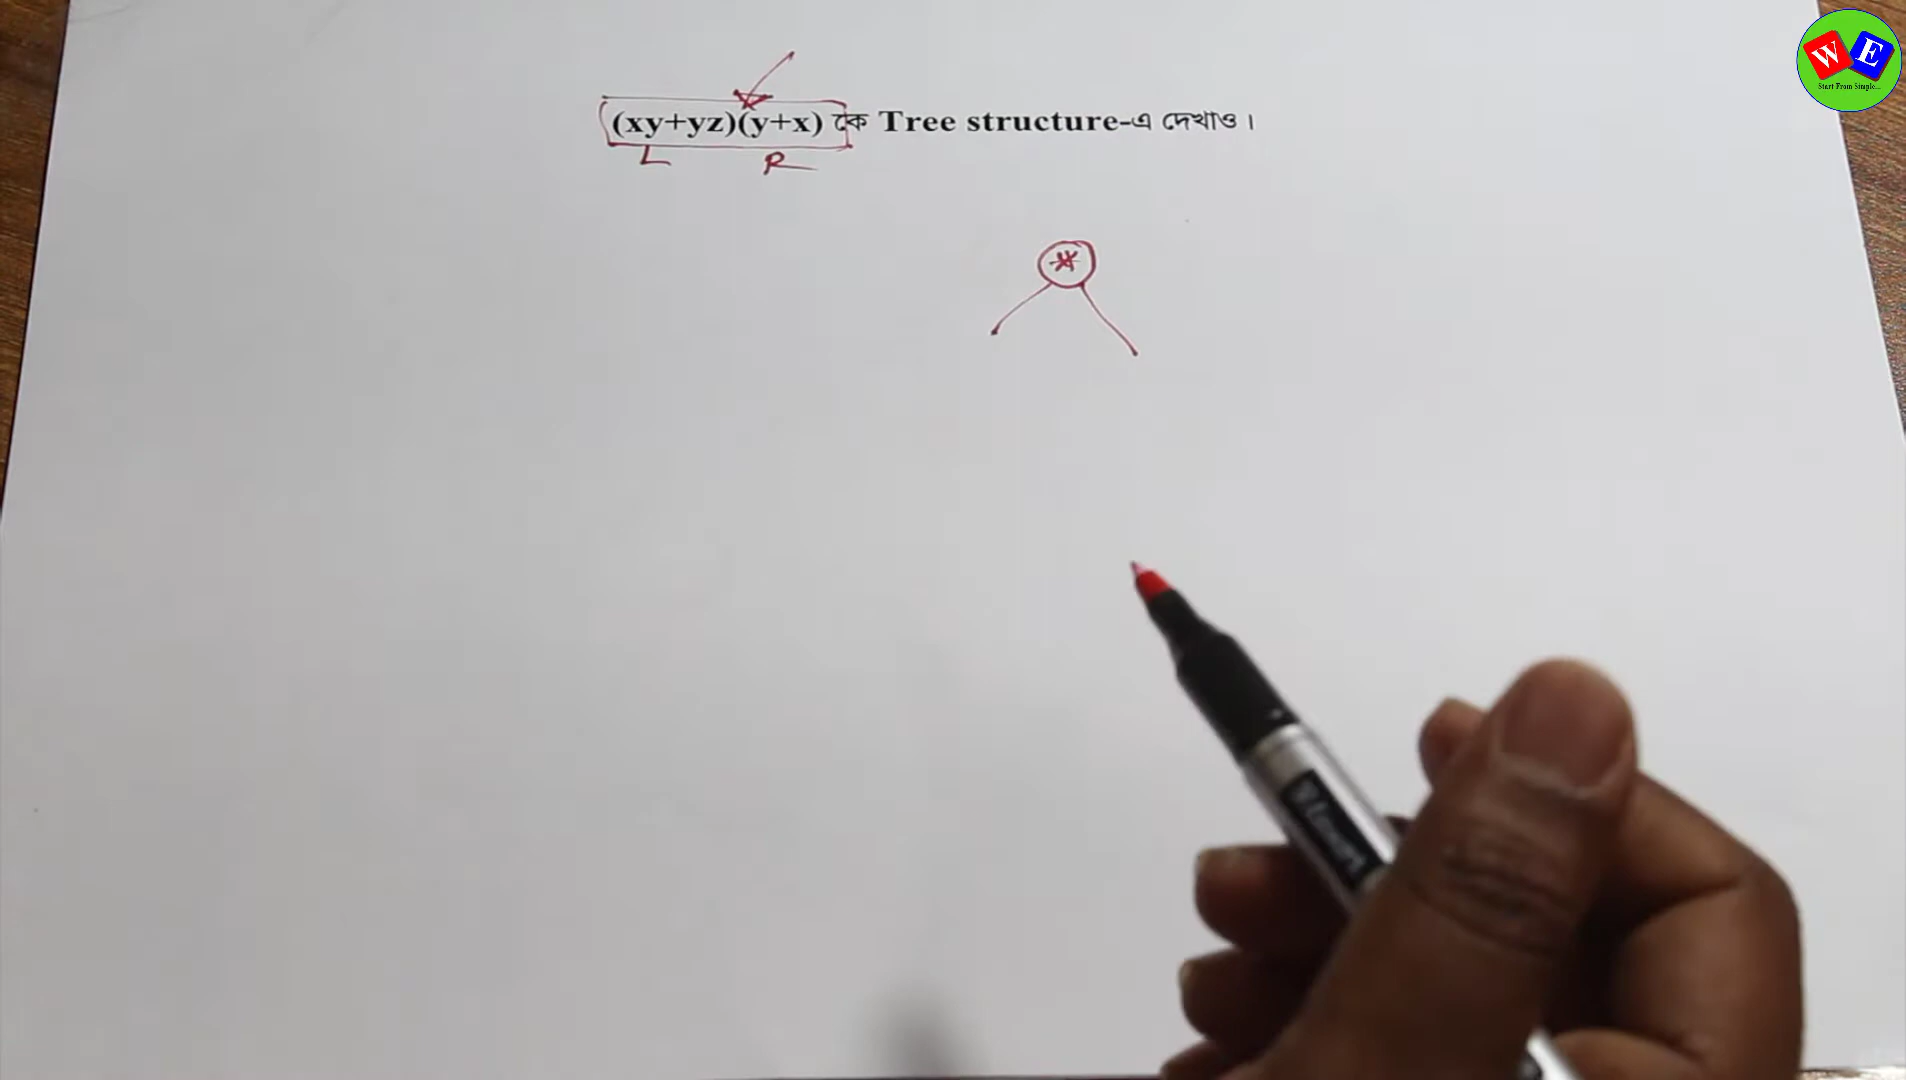 W E
Start From Simple...
(xy+yz)(y+x) কে Tree structure-এ দেখাও।
L R
*